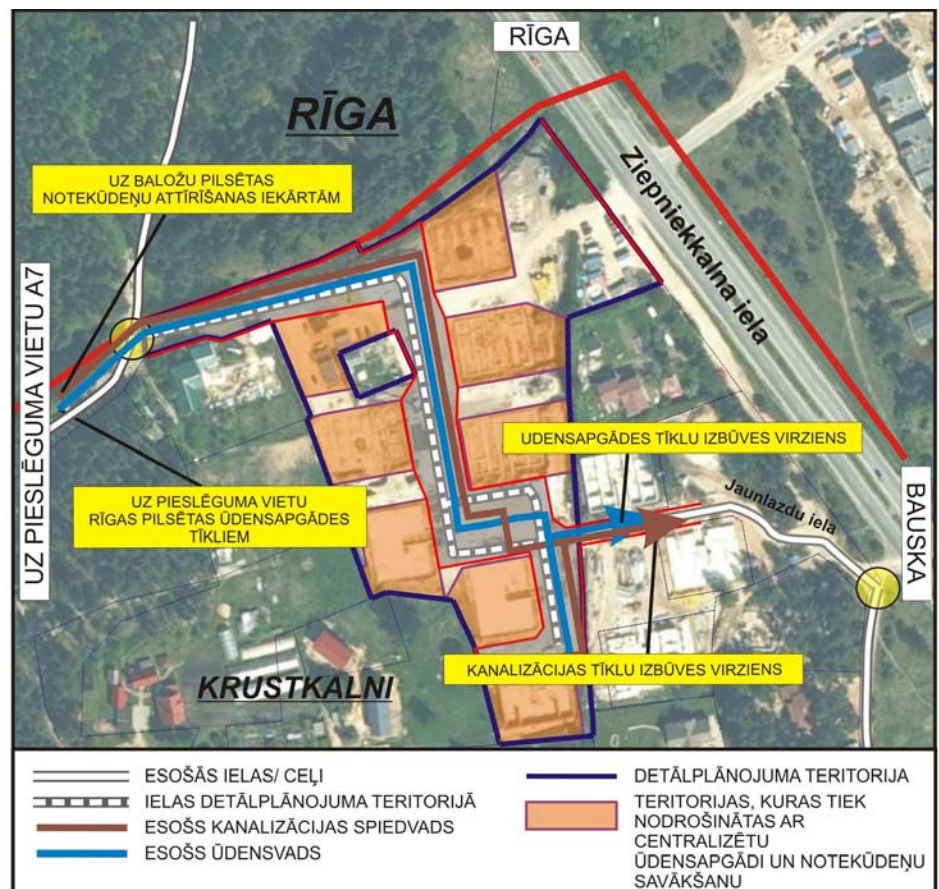 RĪGA
RĪGA
UZ BALOŽU PILSĒTAS
NOTEKŪDEŅU ATTĪRĪŠANAS IEKĀRTĀM
Ziepniekkalna iela
UZ PIESLĒGUMA VIETU A7
UDENSAPGĀDES TĪKLU IZBŪVES VIRZIENS
UZ PIESLĒGUMA VIETU
RĪGAS PILSĒTAS ŪDENSAPGĀDES
TĪKLIEM
Jaunlazdu iela
BAUSKA
KANALIZĀCIJAS TĪKLU IZBŪVES VIRZIENS
KRUSTKALNI
ESOŠĀS IELAS/ CEĻI
IELAS DETĀLPLĀNOJUMA TERITORIJĀ
ESOŠS KANALIZĀCIJAS SPIEDVADS
ESOŠS ŪDENSVADS
DETĀLPLĀNOJUMA TERITORIJA
TERITORIJAS, KURAS TIEK
NODROŠINĀTAS AR
CENTRALIZĒTU
ŪDENSAPGĀDI UN NOTEKŪDEŅU
SAVĀKŠANU